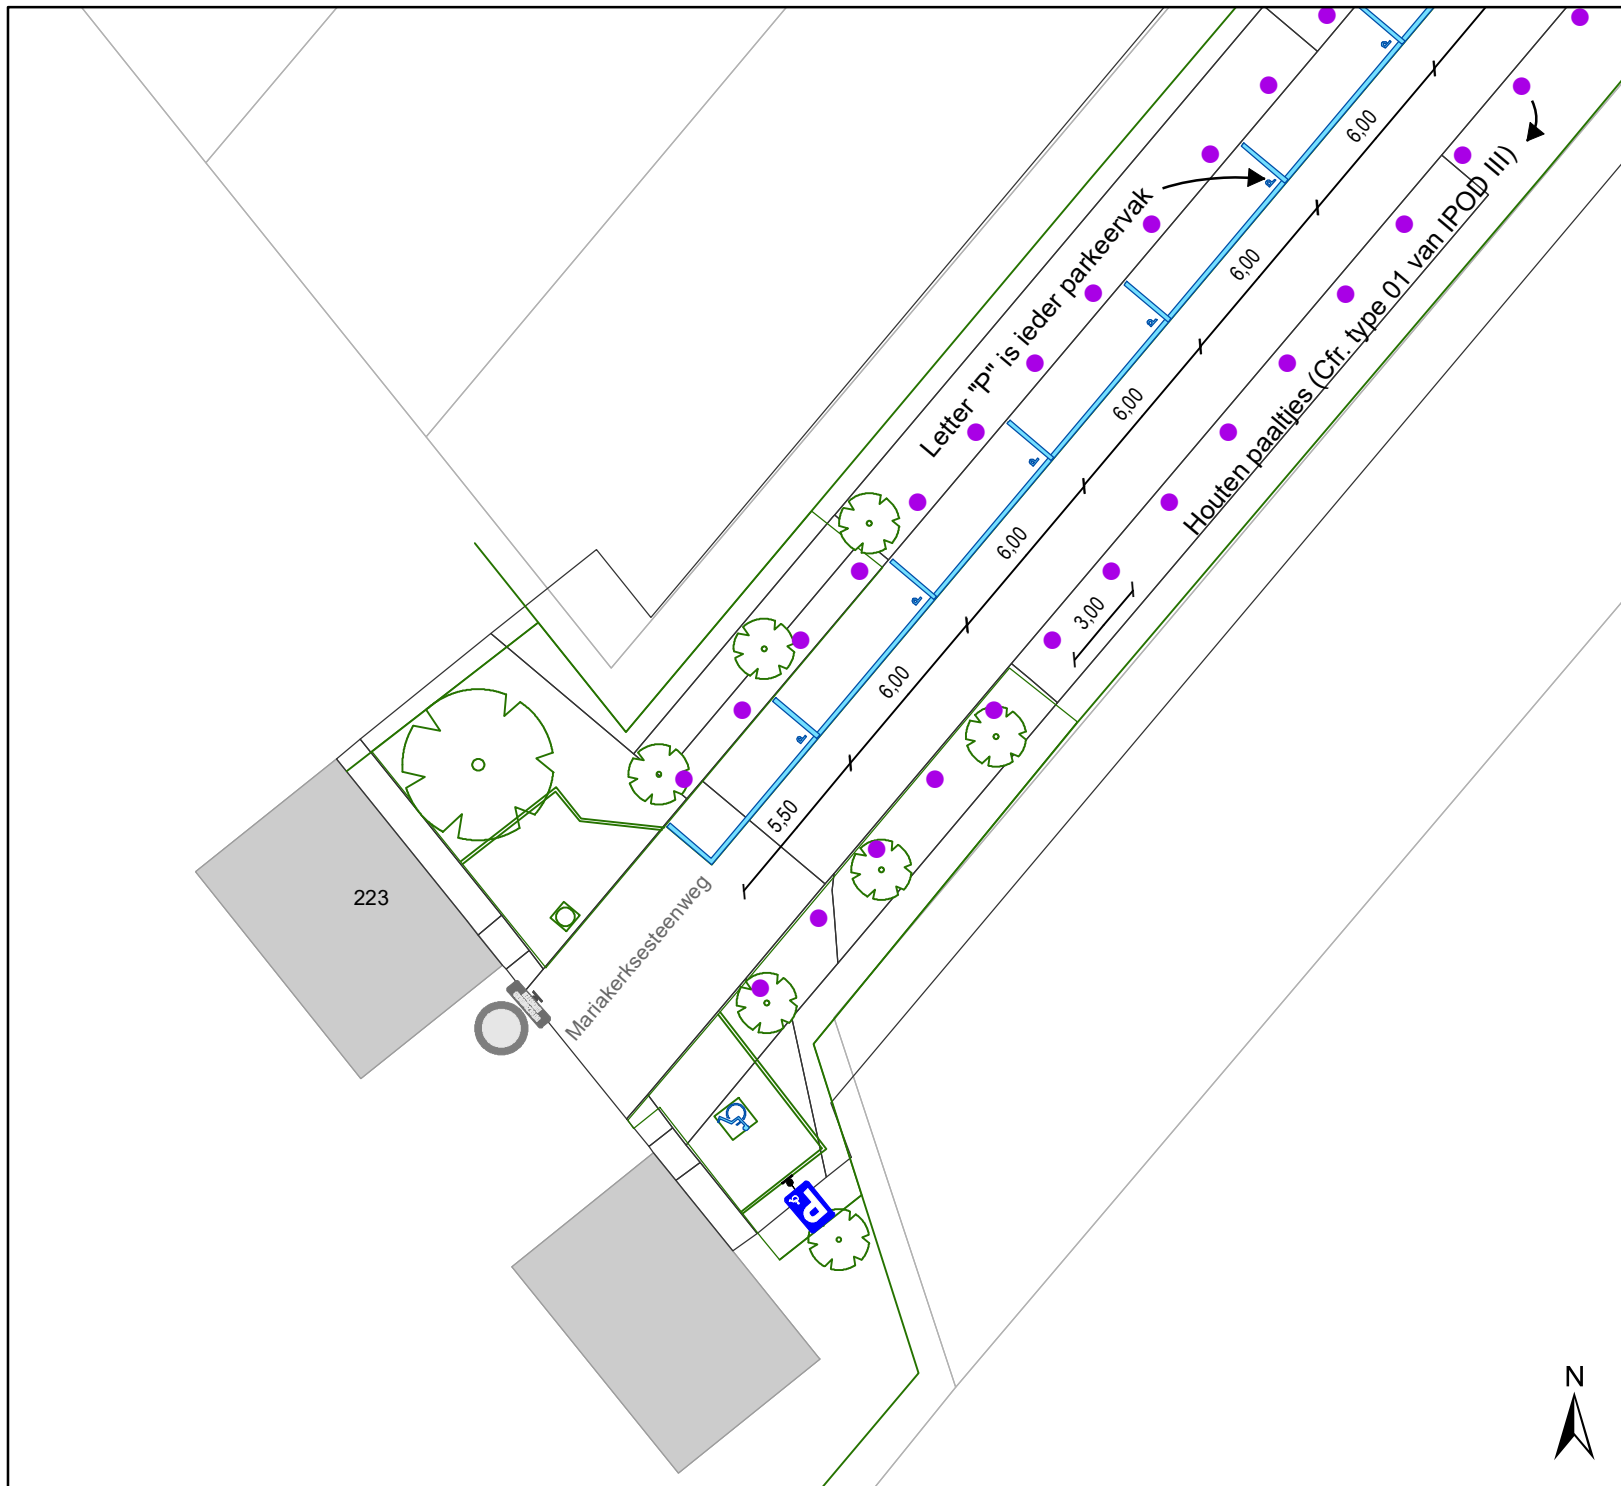 6,00
Letter "P" is ieder parkeervak
6,00
Houten paaltjes (Cfr. type 01 van IPOD III)
6,00
6,00
3,00
6,00
5,50
223
Mariakerksesteenweg
P
P
P
P
P
P
P
N